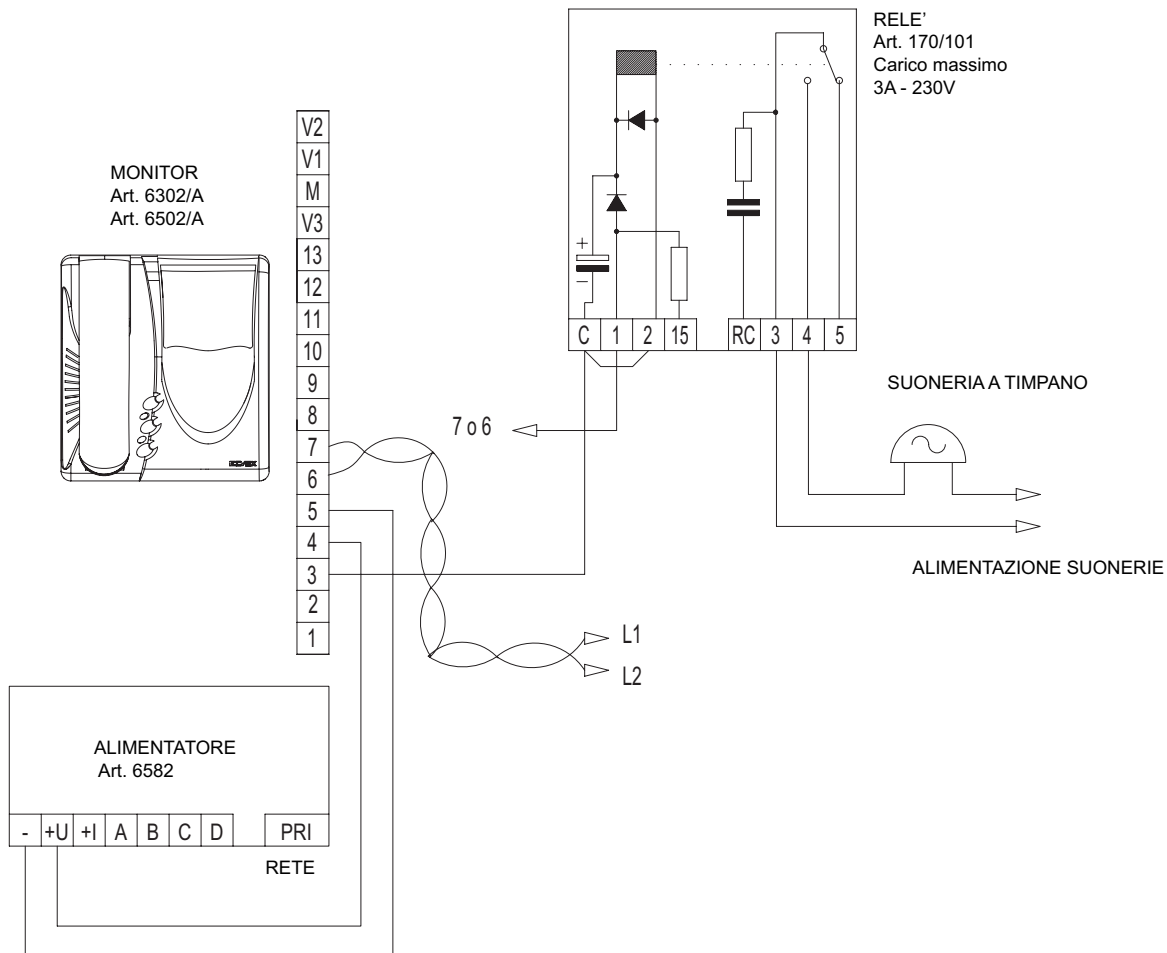 RELE'
Art. 170/101
Carico massimo
3A - 230V
MONITOR
Art. 6302/A
Art. 6502/A
V2
V1
M
V3
13
12
11
10
9
8
7
6
5
4
3
2
1
+
−
C 1 2 15 RC 3 4 5
7 o 6
SUONERIA A TIMPANO
ALIMENTAZIONE SUONERIE
L1
L2
ALIMENTATORE
Art. 6582
- +U +I A B C D PRI
RETE